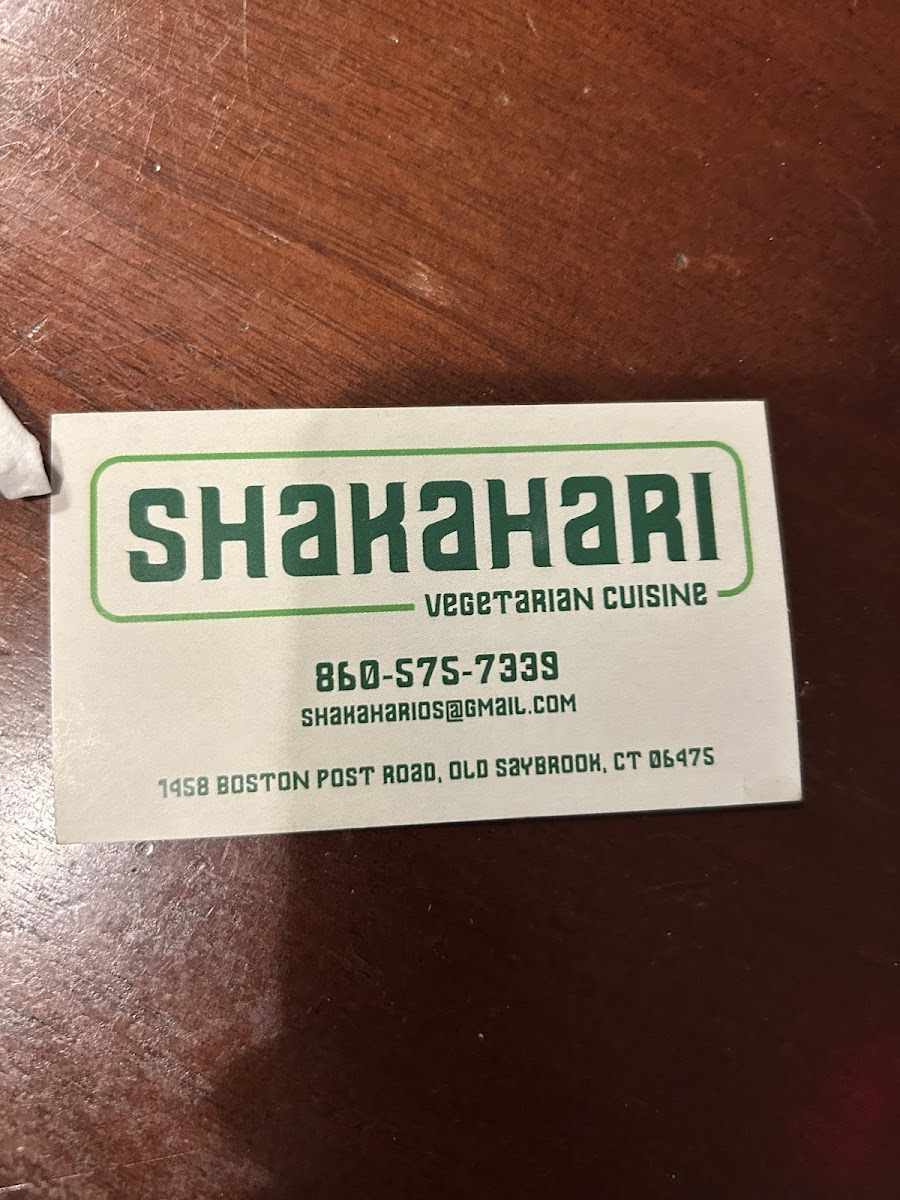 SHaKaHaRI
VeGeTaRIaN CUISINe
860-575-7339
SHaKaHaRIOS@GMaIL.COM
1458 BOSTON POST ROaD, OLD SaYBROOK, CT 06475